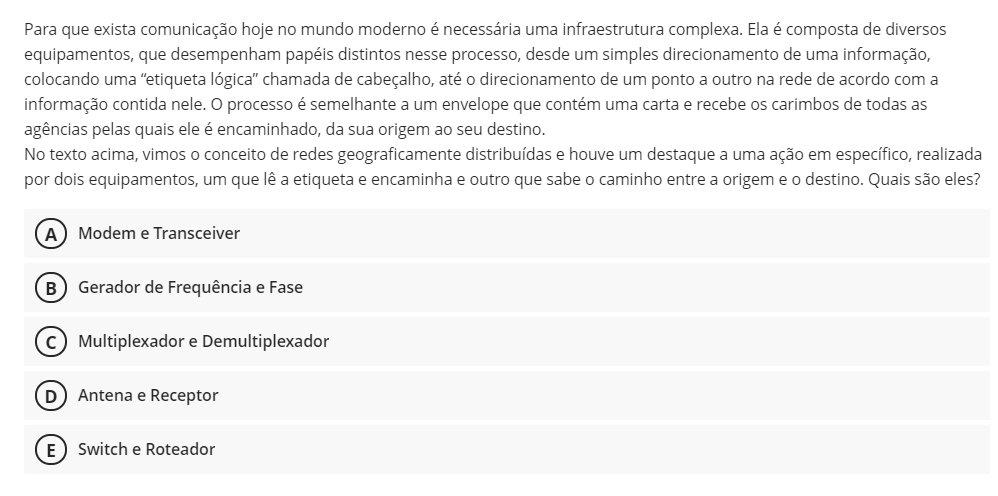 Para que exista comunicação hoje no mundo moderno é necessária uma infraestrutura complexa. Ela é composta de diversos
equipamentos, que desempenham papéis distintos nesse processo, desde um simples direcionamento de uma informação,
colocando uma “etiqueta lógica” chamada de cabeçalho, até o direcionamento de um ponto a outro na rede de acordo com a
informação contida nele. O processo é semelhante a um envelope que contém uma carta e recebe os carimbos de todas as
agências pelas quais ele é encaminhado, da sua origem ao seu destino.
No texto acima, vimos o conceito de redes geograficamente distribuídas e houve um destaque a uma ação em específico, realizada
por dois equipamentos, um que lê a etiqueta e encaminha e outro que sabe o caminho entre a origem e o destino. Quais são eles?
A Modem e Transceiver
B Gerador de Frequência e Fase
C Multiplexador e Demultiplexador
D Antena e Receptor
E Switch e Roteador